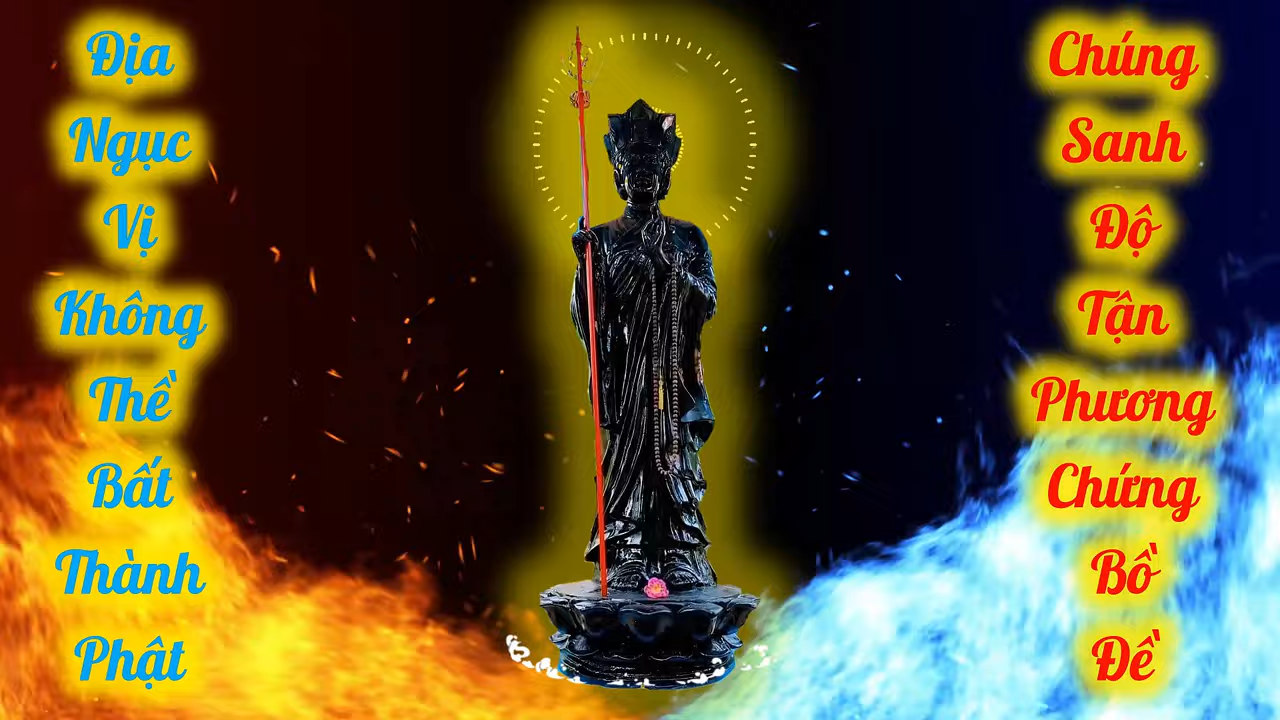 Địa
Ngục
Vị
Không
Thề
Bất
Thành
Phật
Chúng
Sanh
Độ
Tận
Phương
Chứng
Bồ
Đề